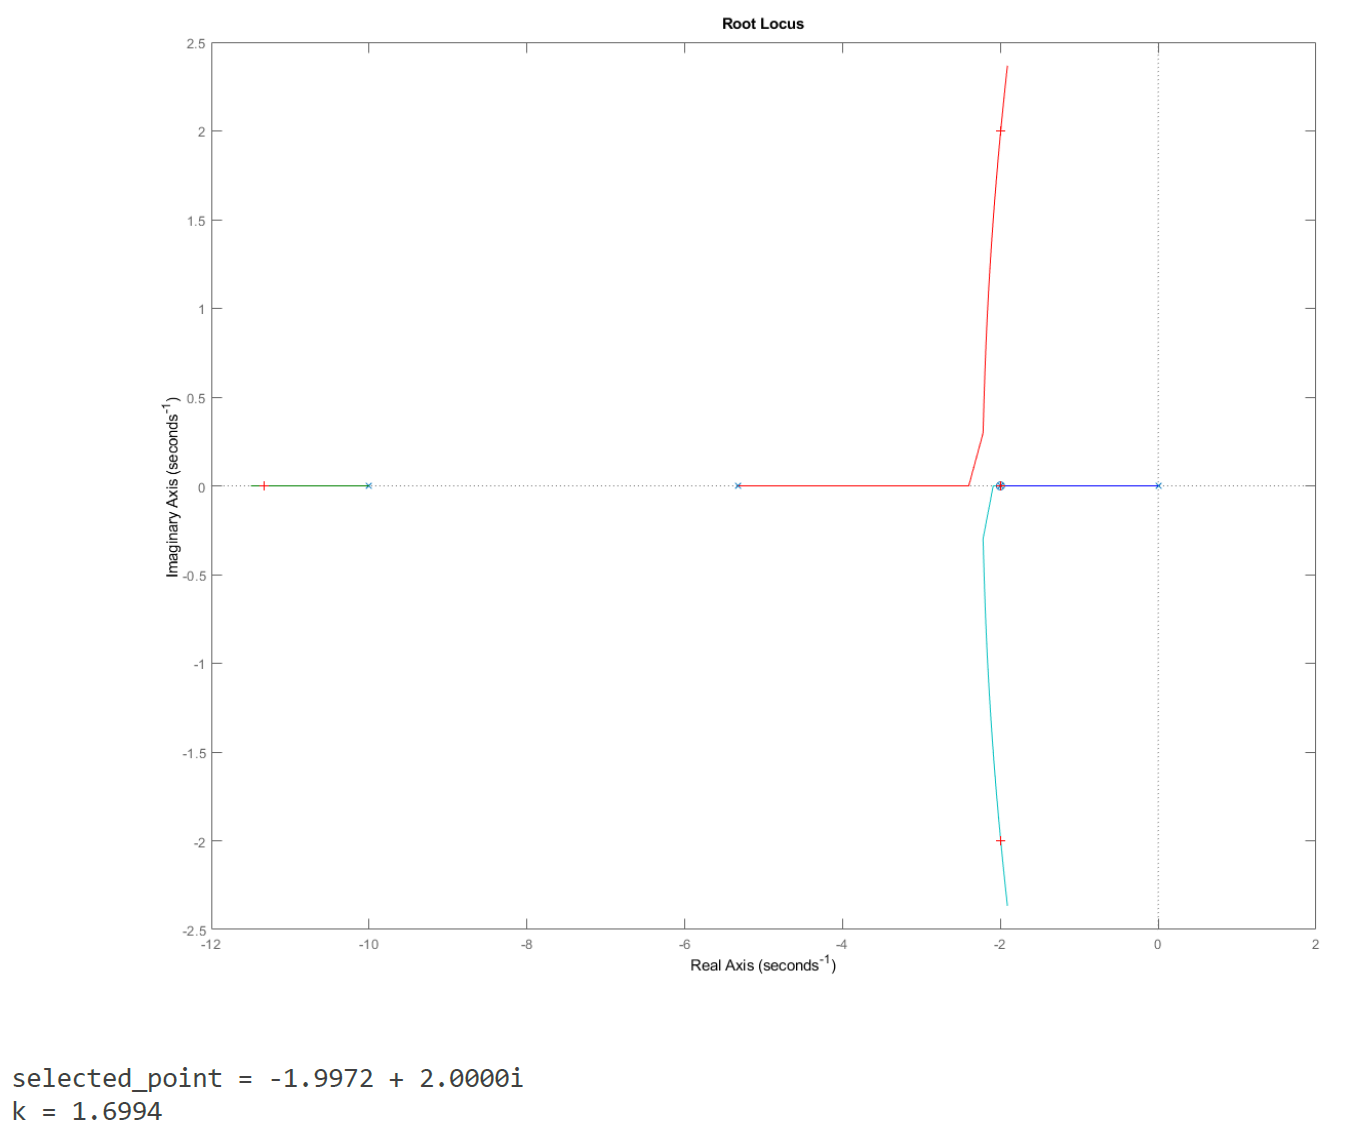 Root Locus
2.5
2
1.5
1
0.5
0
-0.5
-1
-1.5
-2
-2.5
Imaginary Axis (seconds⁻¹)
-12 -10 -8 -6 -4 -2 0 2
Real Axis (seconds⁻¹)
selected_point = -1.9972 + 2.0000i
k = 1.6994